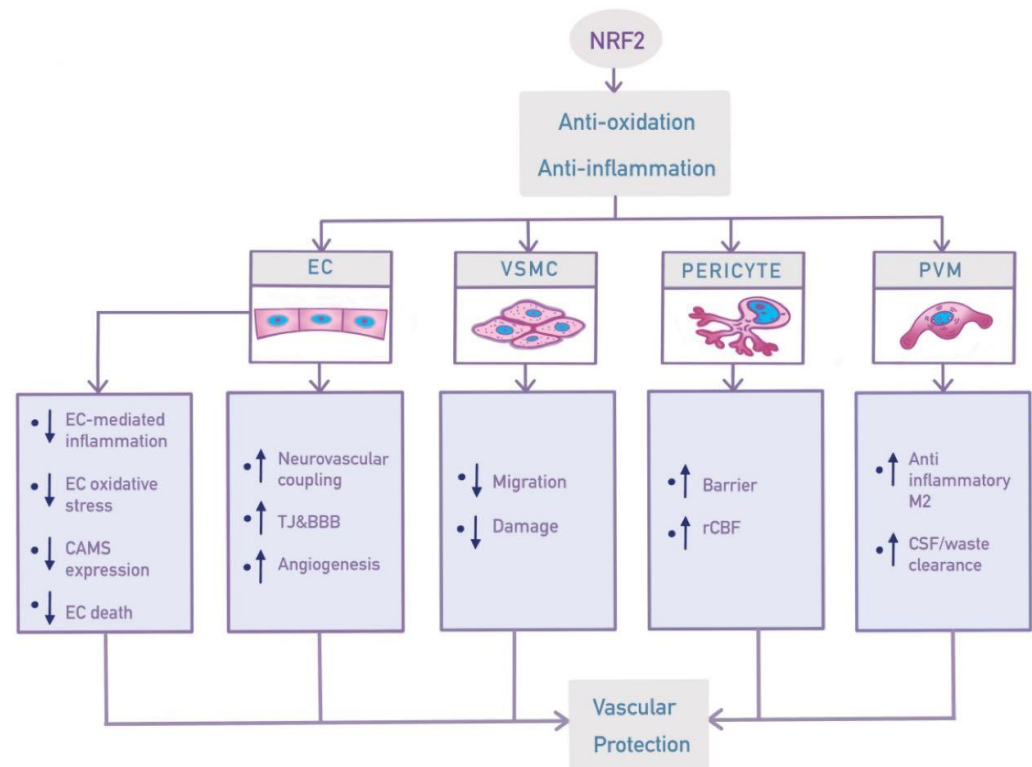 NRF2
Anti-oxidation
Anti-inflammation
EC
VSMC
PERICYTE
PVM
• ↓ EC-mediated
inflammation
• ↓ EC oxidative
stress
• ↓ CAMS
expression
• ↓ EC death
• ↑ Neurovascular
coupling
• ↑ TJ&BBB
• ↑ Angiogenesis
• ↓ Migration
• ↓ Damage
• ↑ Barrier
• ↑ rCBF
• ↑ Anti
inflammatory
M2
• ↑ CSF/waste
clearance
Vascular
Protection